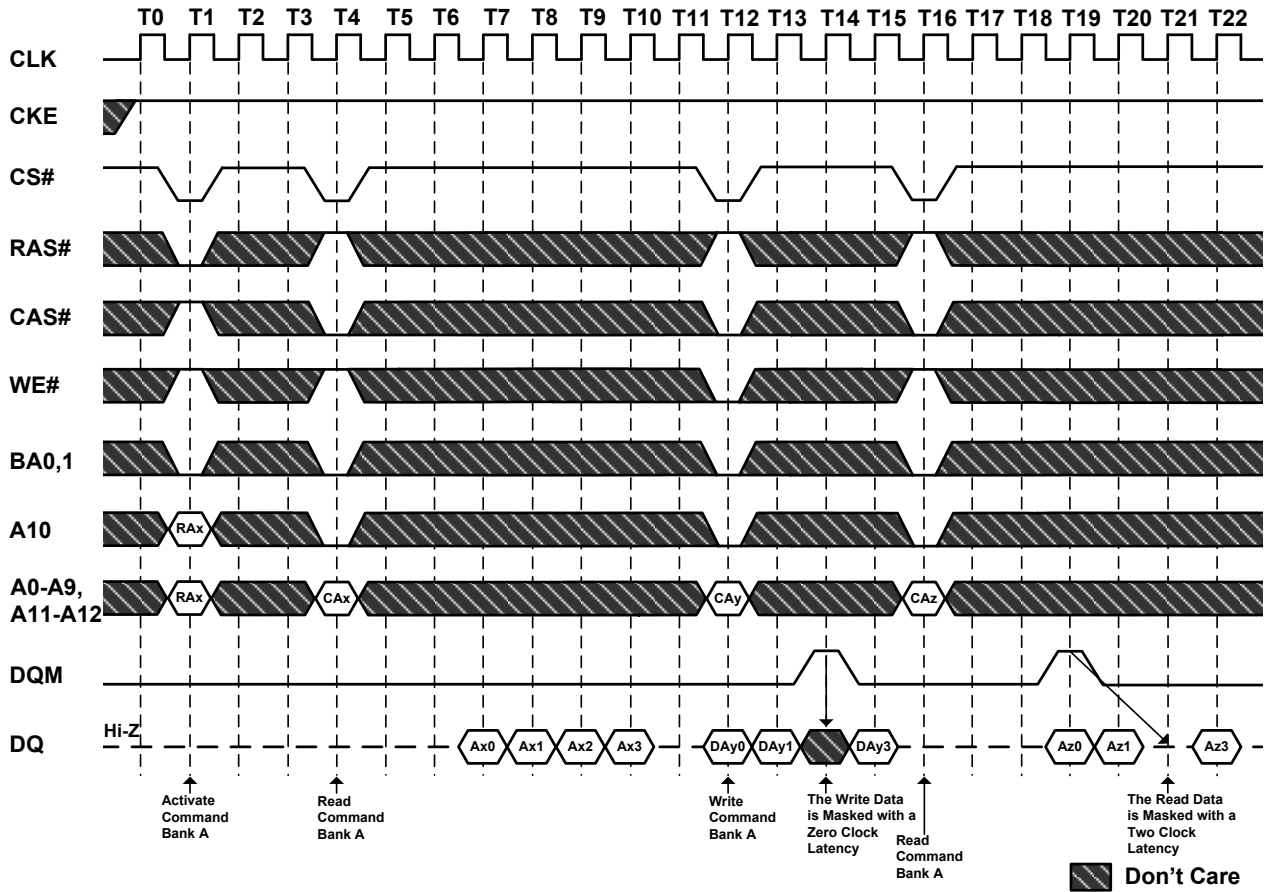 T0 T1 T2 T3 T4 T5 T6 T7 T8 T9 T10 T11 T12 T13 T14 T15 T16 T17 T18 T19 T20 T21 T22
CLK
CKE
CS#
RAS#
CAS#
WE#
BA0,1
A10
RAx
A0-A9,
A11-A12
RAx CAx CAy CAz
DQM
DQ
Hi-Z
Ax0 Ax1 Ax2 Ax3 DAy0 DAy1 DAy3 Az0 Az1 Az3
Activate
Command
Bank A
Read
Command
Bank A
Write
Command
Bank A
The Write Data
is Masked with a
Zero Clock
Latency
Read
Command
Bank A
The Read Data
is Masked with a
Two Clock
Latency
Don't Care